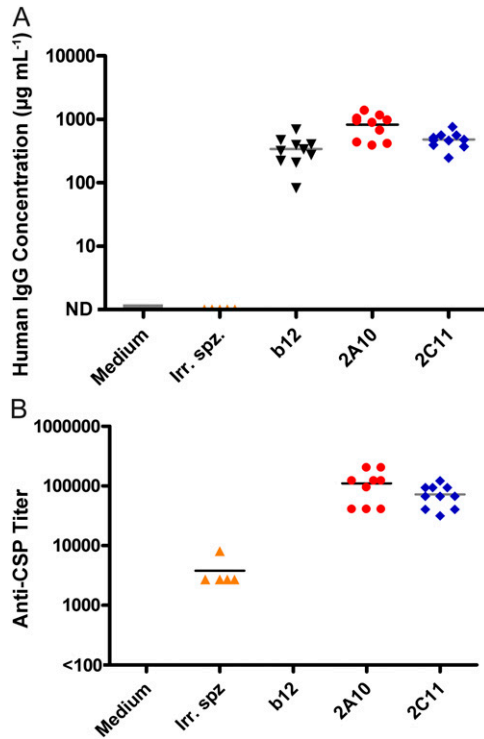 A
Human IgG Concentration (µg mL⁻¹)
10000
1000
100
10
ND
Medium
Irr. spz.
b12
2A10
2C11
B
Anti-CSP Titer
1000000
100000
10000
1000
<100
Medium
Irr. spz
b12
2A10
2C11